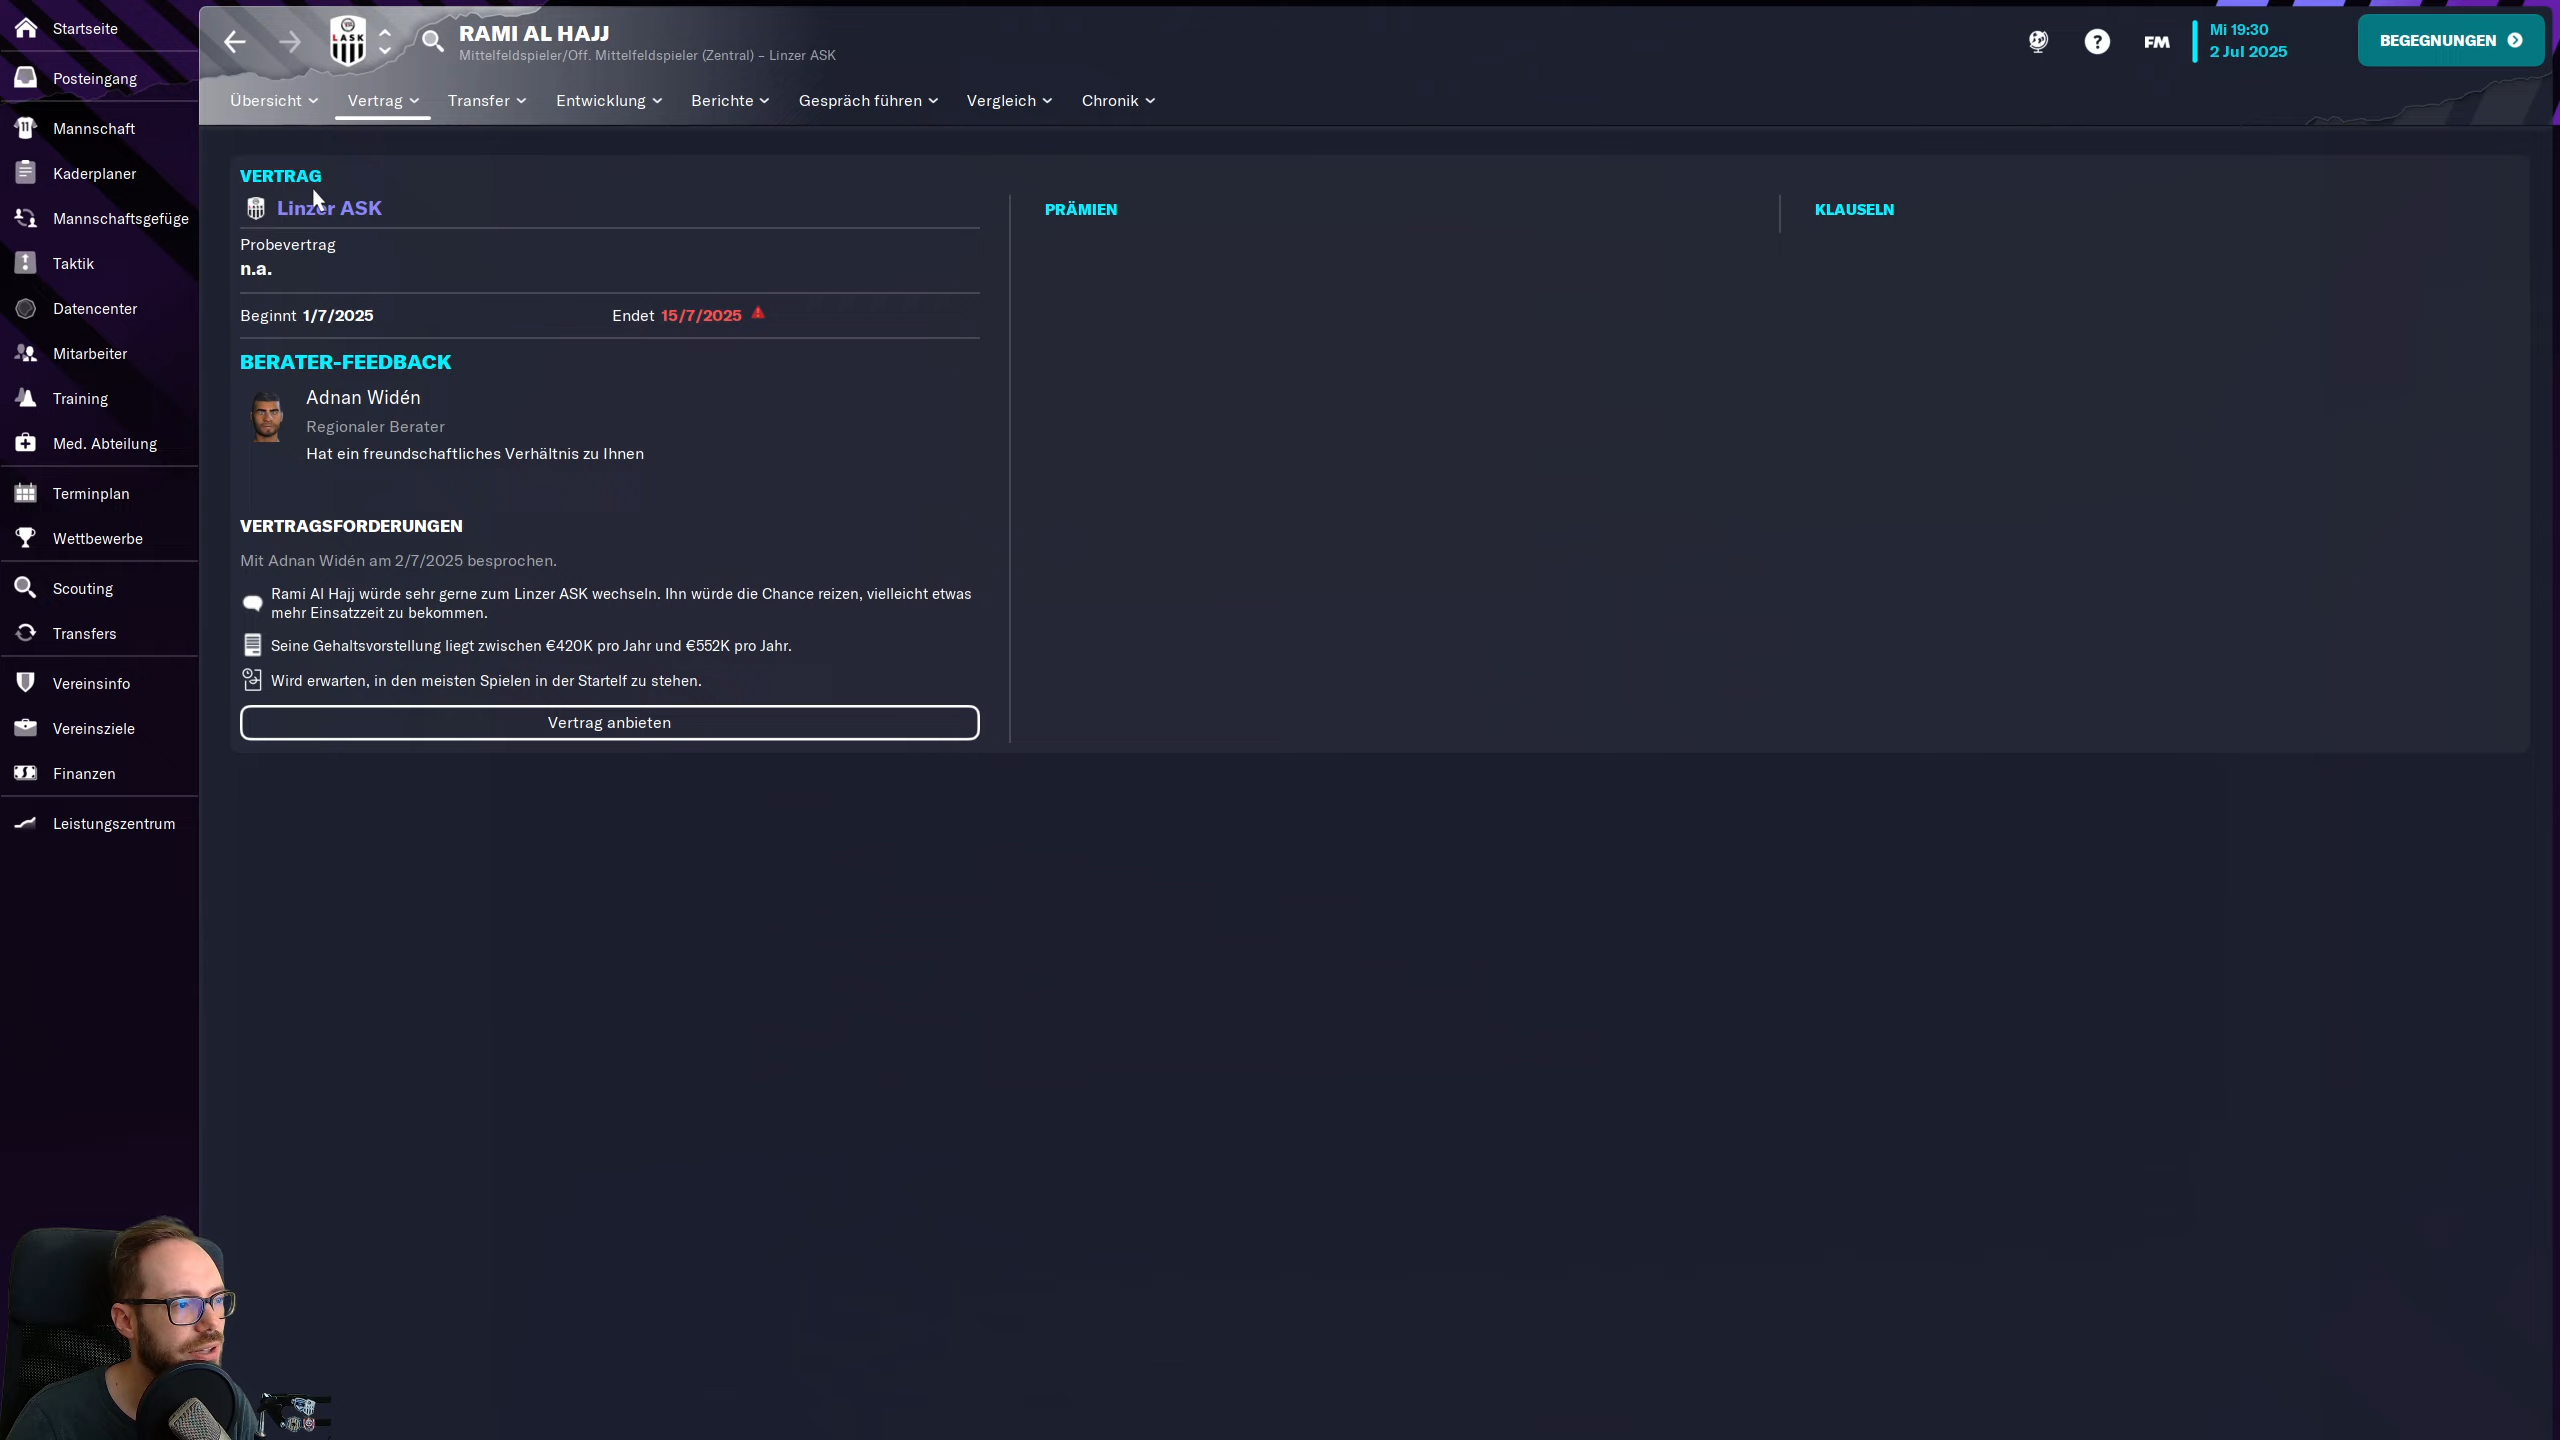 Startseite
Posteingang
Mannschaft
Kaderplaner
Mannschaftsgefüge
Taktik
Datencenter
Mitarbeiter
Training
Med. Abteilung
Terminplan
Wettbewerbe
Scouting
Transfers
Vereinsinfo
Vereinsziele
Finanzen
Leistungszentrum
LASK
RAMI AL HAJJ
Mittelfeldspieler/Off. Mittelfeldspieler (Zentral) – Linzer ASK
?
FM
Mi 19:30
2 Jul 2025
BEGEGNUNGEN
Übersicht
Vertrag
Transfer
Entwicklung
Berichte
Gespräch führen
Vergleich
Chronik
VERTRAG
Linzer ASK
Probevertrag
n.a.
Beginnt 1/7/2025
Endet 15/7/2025
BERATER-FEEDBACK
Adnan Widén
Regionaler Berater
Hat ein freundschaftliches Verhältnis zu Ihnen
VERTRAGSFORDERUNGEN
Mit Adnan Widén am 2/7/2025 besprochen.
Rami Al Hajj würde sehr gerne zum Linzer ASK wechseln. Ihn würde die Chance reizen, vielleicht etwas
mehr Einsatzzeit zu bekommen.
Seine Gehaltsvorstellung liegt zwischen €420K pro Jahr und €552K pro Jahr.
Wird erwarten, in den meisten Spielen in der Startelf zu stehen.
Vertrag anbieten
PRÄMIEN
KLAUSELN